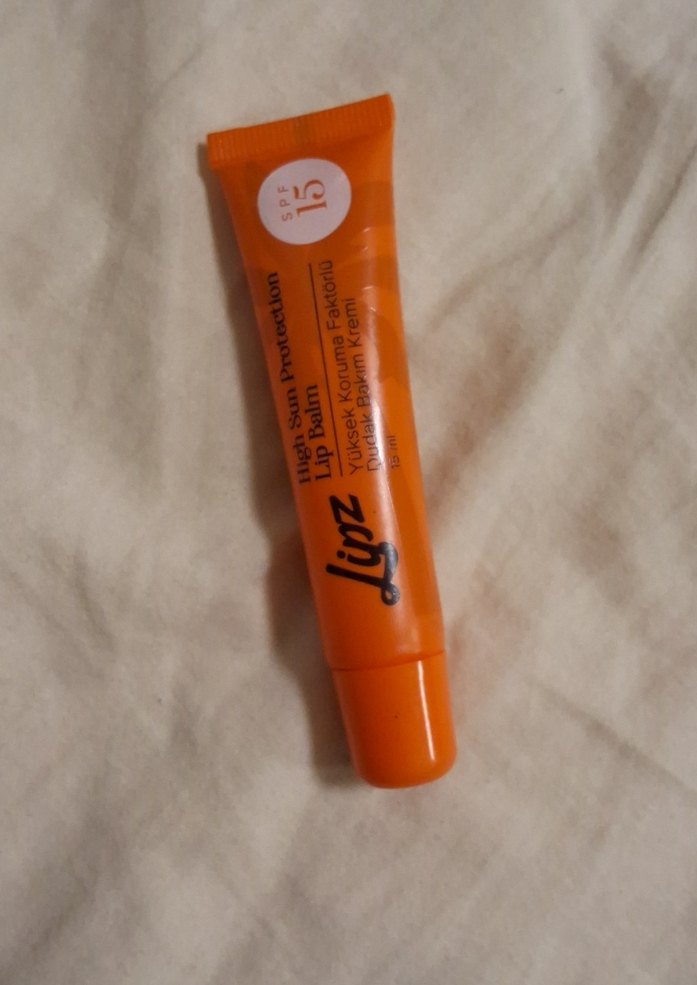 SPF
15
High Sun Protection
Lip Balm
Yüksek Koruma Faktörlü
Dudak Bakım Kremi
15 ml
Lipz